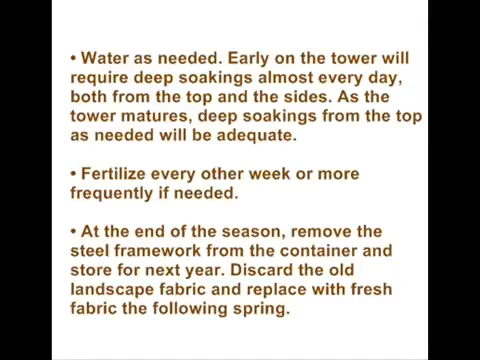 • Water as needed. Early on the tower will
require deep soakings almost every day,
both from the top and the sides. As the
tower matures, deep soakings from the top
as needed will be adequate.
• Fertilize every other week or more
frequently if needed.
• At the end of the season, remove the
steel framework from the container and
store for next year. Discard the old
landscape fabric and replace with fresh
fabric the following spring.